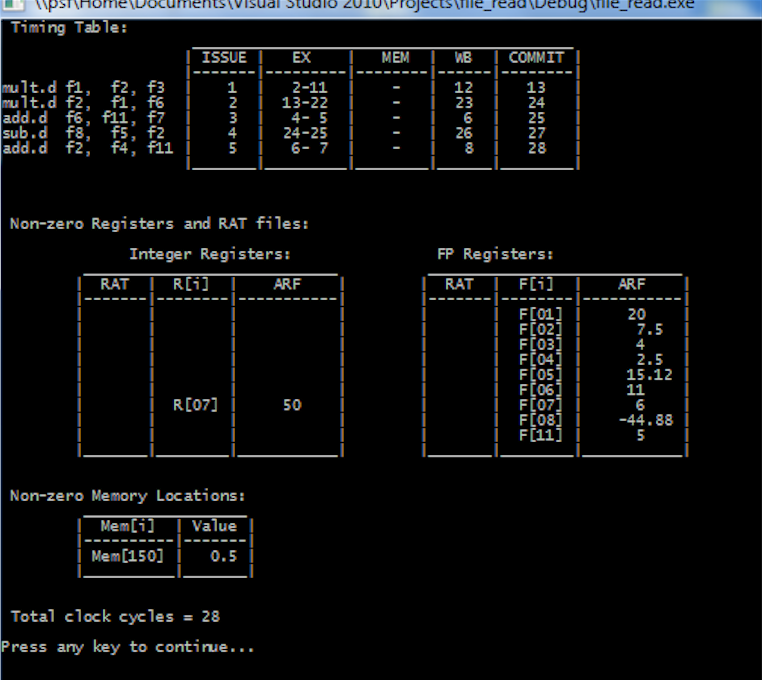 \\psf\Home\Documents\Visual Studio 2010\Projects\file_read\Debug\file_read.exe
Timing Table:
ISSUE | EX | MEM | WB | COMMIT
mult.d f1, f2, f3 | 1 | 2-11 | - | 12 | 13
mult.d f2, f1, f6 | 2 | 13-22 | - | 23 | 24
add.d f6, f11, f7 | 3 | 4- 5 | - | 6 | 25
sub.d f8, f5, f2 | 4 | 24-25 | - | 26 | 27
add.d f2, f4, f11 | 5 | 6- 7 | - | 8 | 28
Non-zero Registers and RAT files:
Integer Registers: FP Registers:
| RAT | R[i] | ARF | | RAT | F[i] | ARF |
F[01] | 20
F[02] | 7.5
F[03] | 4
F[04] | 2.5
F[05] | 15.12
F[06] | 11
R[07] | 50 | F[07] | 6
F[08] | -44.88
F[11] | 5
Non-zero Memory Locations:
| Mem[i] | Value |
| Mem[150] | 0.5 |
Total clock cycles = 28
Press any key to continue...